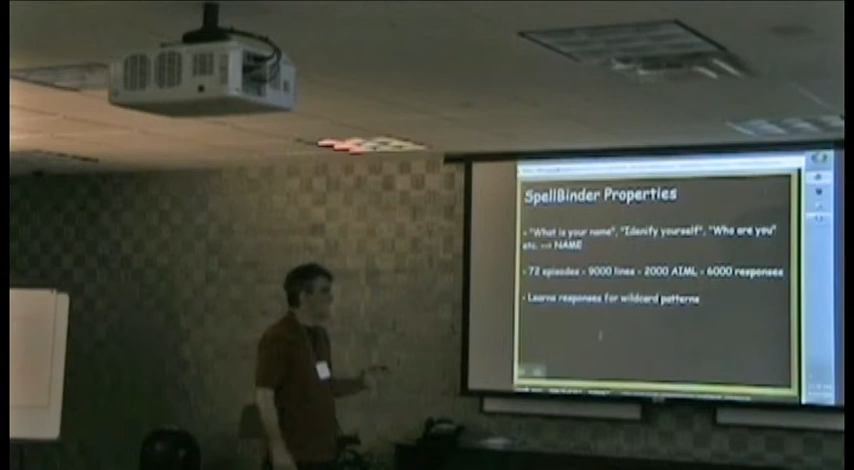 SpellBinder Properties
- "What is your name", "Idenify yourself", "Who are you"
etc. --> NAME
- 72 episodes - 9000 lines - 2000 AIML - 6000 responses
- Learns responses for wildcard patterns